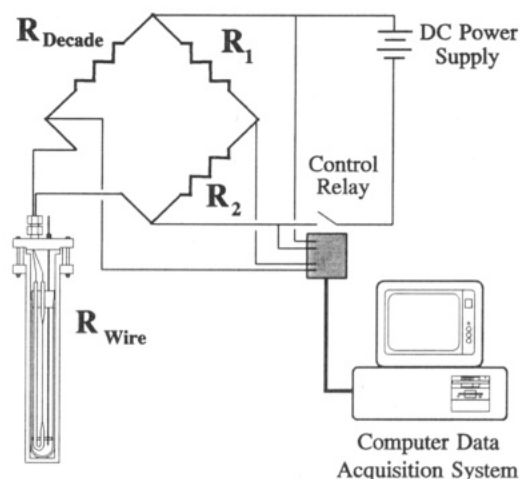 R Decade
R 1
DC Power
Supply
Control
Relay
R 2
R Wire
Computer Data
Acquisition System